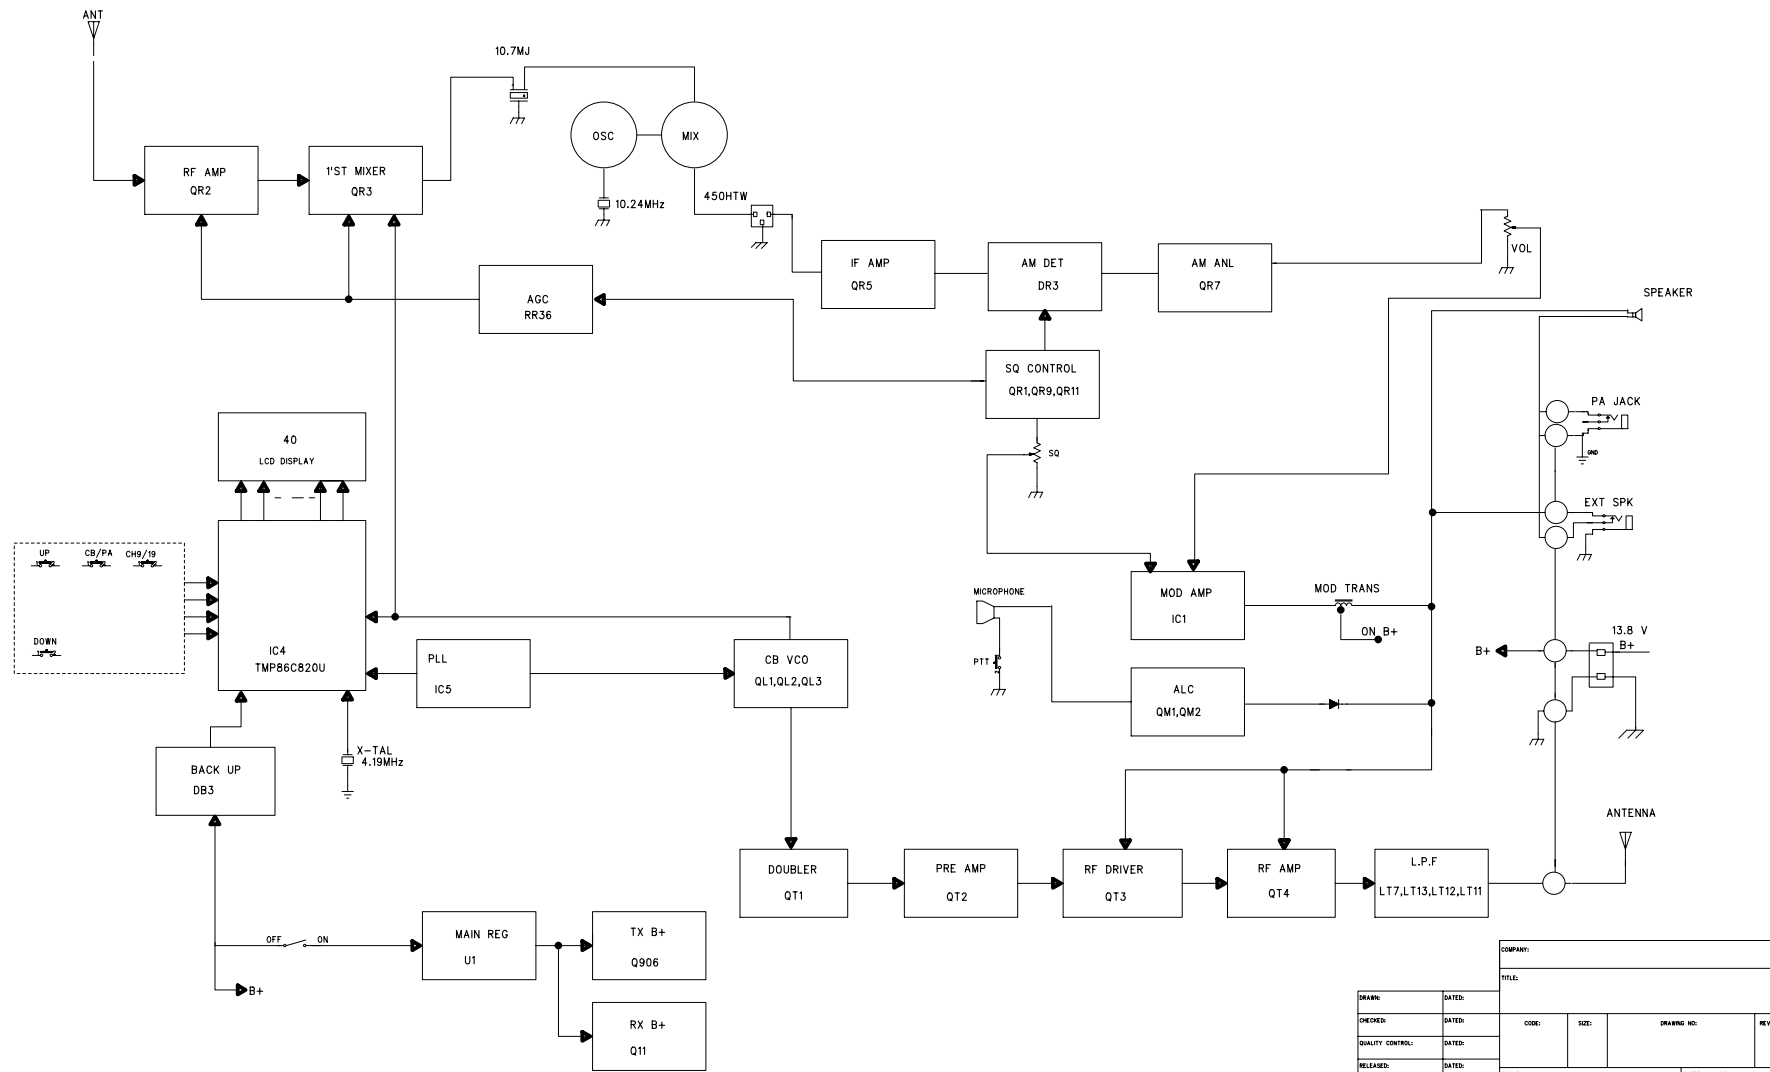 ANT
10.7MJ
OSC
MIX
RF AMP
QR2
1'ST MIXER
QR3
10.24MHz
450HTW
IF AMP
QR5
AM DET
DR3
AM ANL
QR7
VOL
AGC
RR36
SPEAKER
SQ CONTROL
QR1,QR9,QR11
SQ
PA JACK
GND
EXT SPK
40
LCD DISPLAY
UP
CB/PA
CH9/19
DOWN
IC4
TMP86C820U
PLL
IC5
CB VCO
QL1,QL2,QL3
MICROPHONE
PTT
MOD AMP
IC1
MOD TRANS
ON B+
ALC
QM1,QM2
B+
13.8 V
B+
BACK UP
DB3
X-TAL
4.19MHz
ANTENNA
DOUBLER
QT1
PRE AMP
QT2
RF DRIVER
QT3
RF AMP
QT4
L.P.F
LT7,LT13,LT12,LT11
OFF
ON
B+
MAIN REG
U1
TX B+
Q906
RX B+
Q11
COMPANY:
TITLE:
DRAWN:
DATED:
CHECKED:
DATED:
CODE:
SIZE:
DRAWING NO:
REV
QUALITY CONTROL:
DATED:
RELEASED:
DATED: